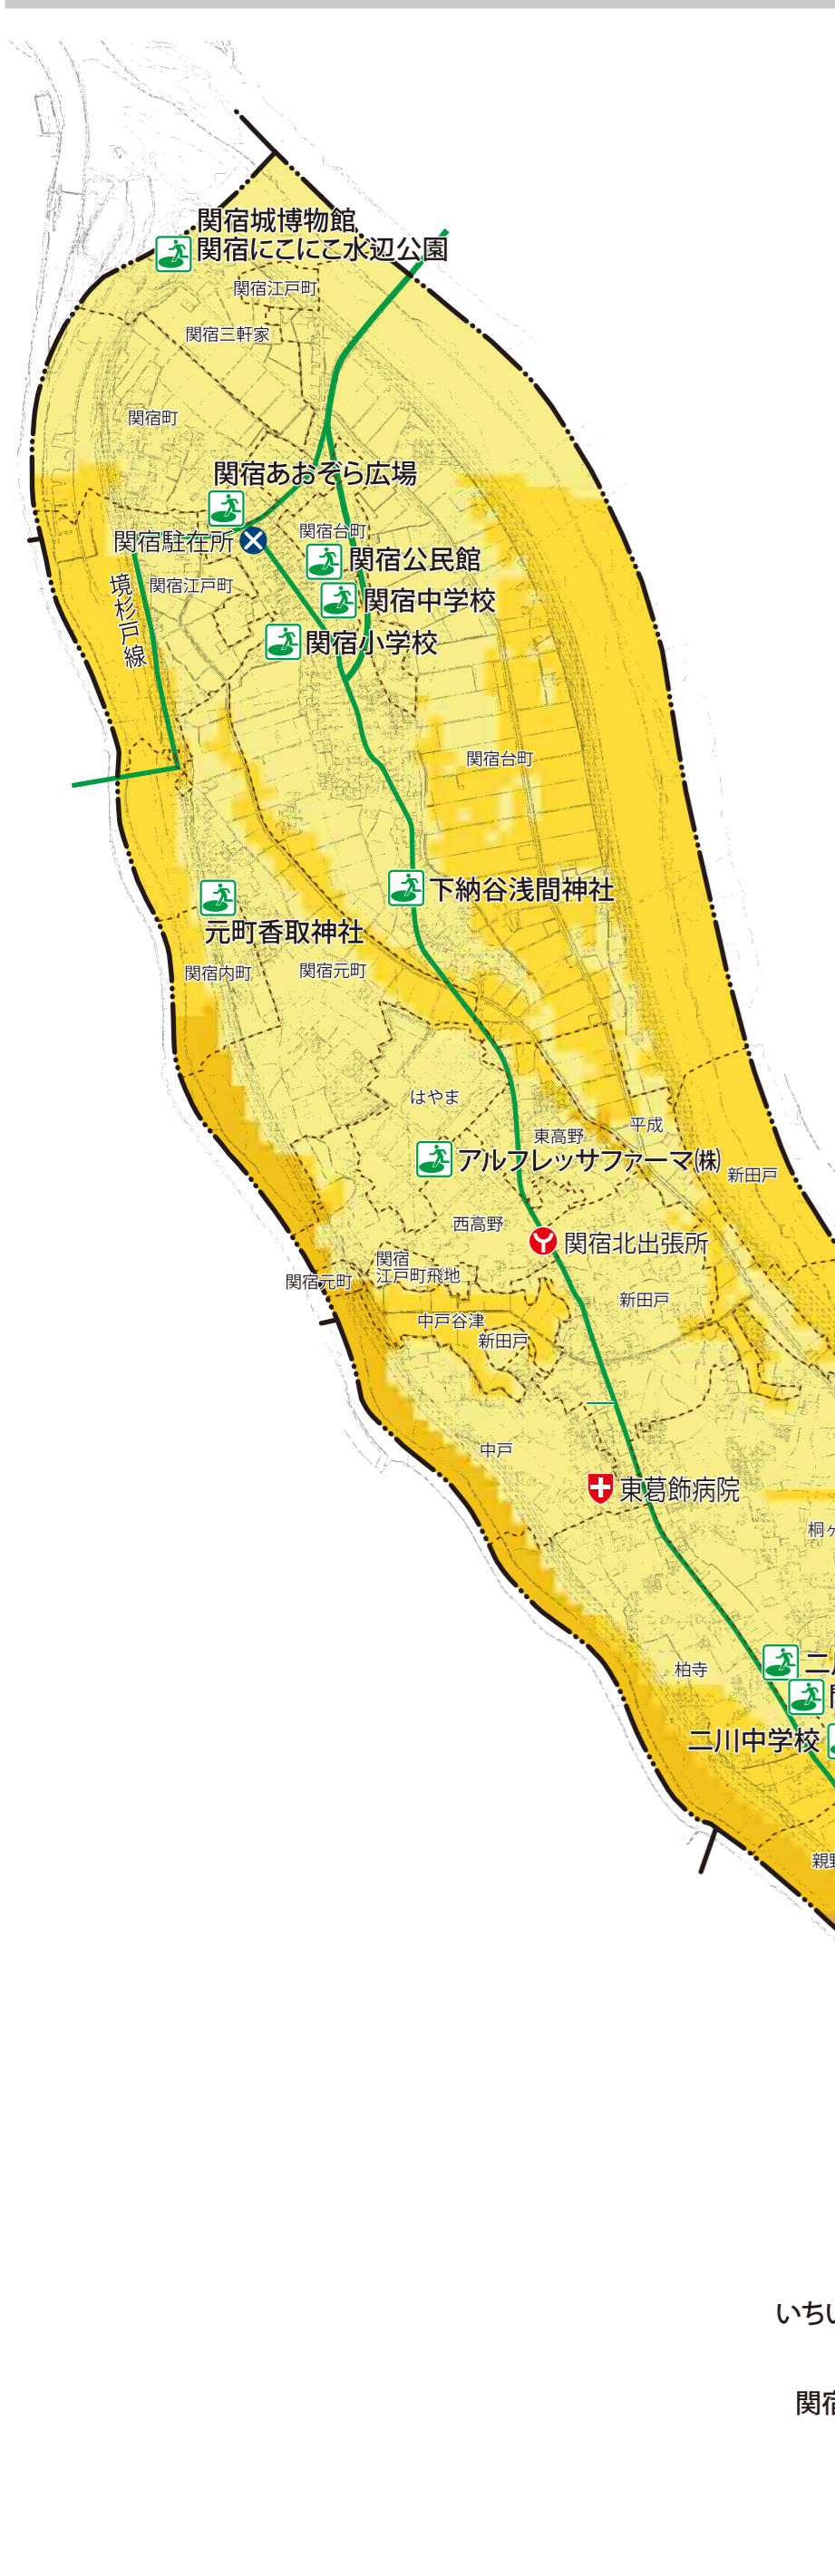 関宿城博物館
関宿にこにこ水辺公園
関宿江戸町
関宿三軒家
関宿町
関宿あおぞら広場
関宿台町
関宿駐在所
関宿公民館
境杉戸線
関宿江戸町
関宿中学校
関宿小学校
関宿台町
下納谷浅間神社
元町香取神社
関宿内町
関宿元町
はやま
平成
東高野
アルフレッサファーマ㈱
新田戸
西高野
関宿北出張所
関宿
江戸町飛地
関宿元町
新田戸
中戸谷津
新田戸
中戸
東葛飾病院
桐ヶ
柏寺
二川中学校
いちい
関宿